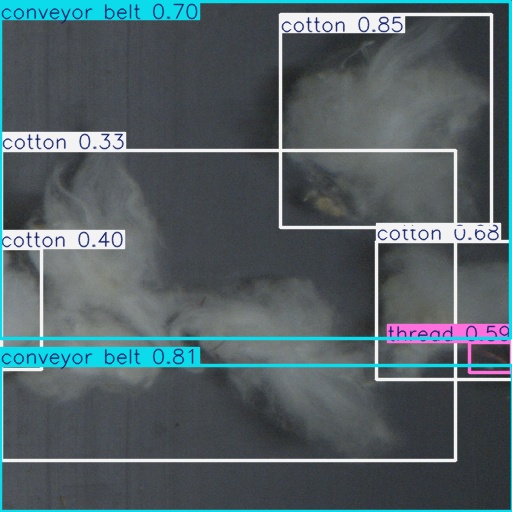 conveyor belt 0.70
cotton 0.85
cotton 0.33
cotton 0.68
cotton 0.40
thread 0.59
conveyor belt 0.81